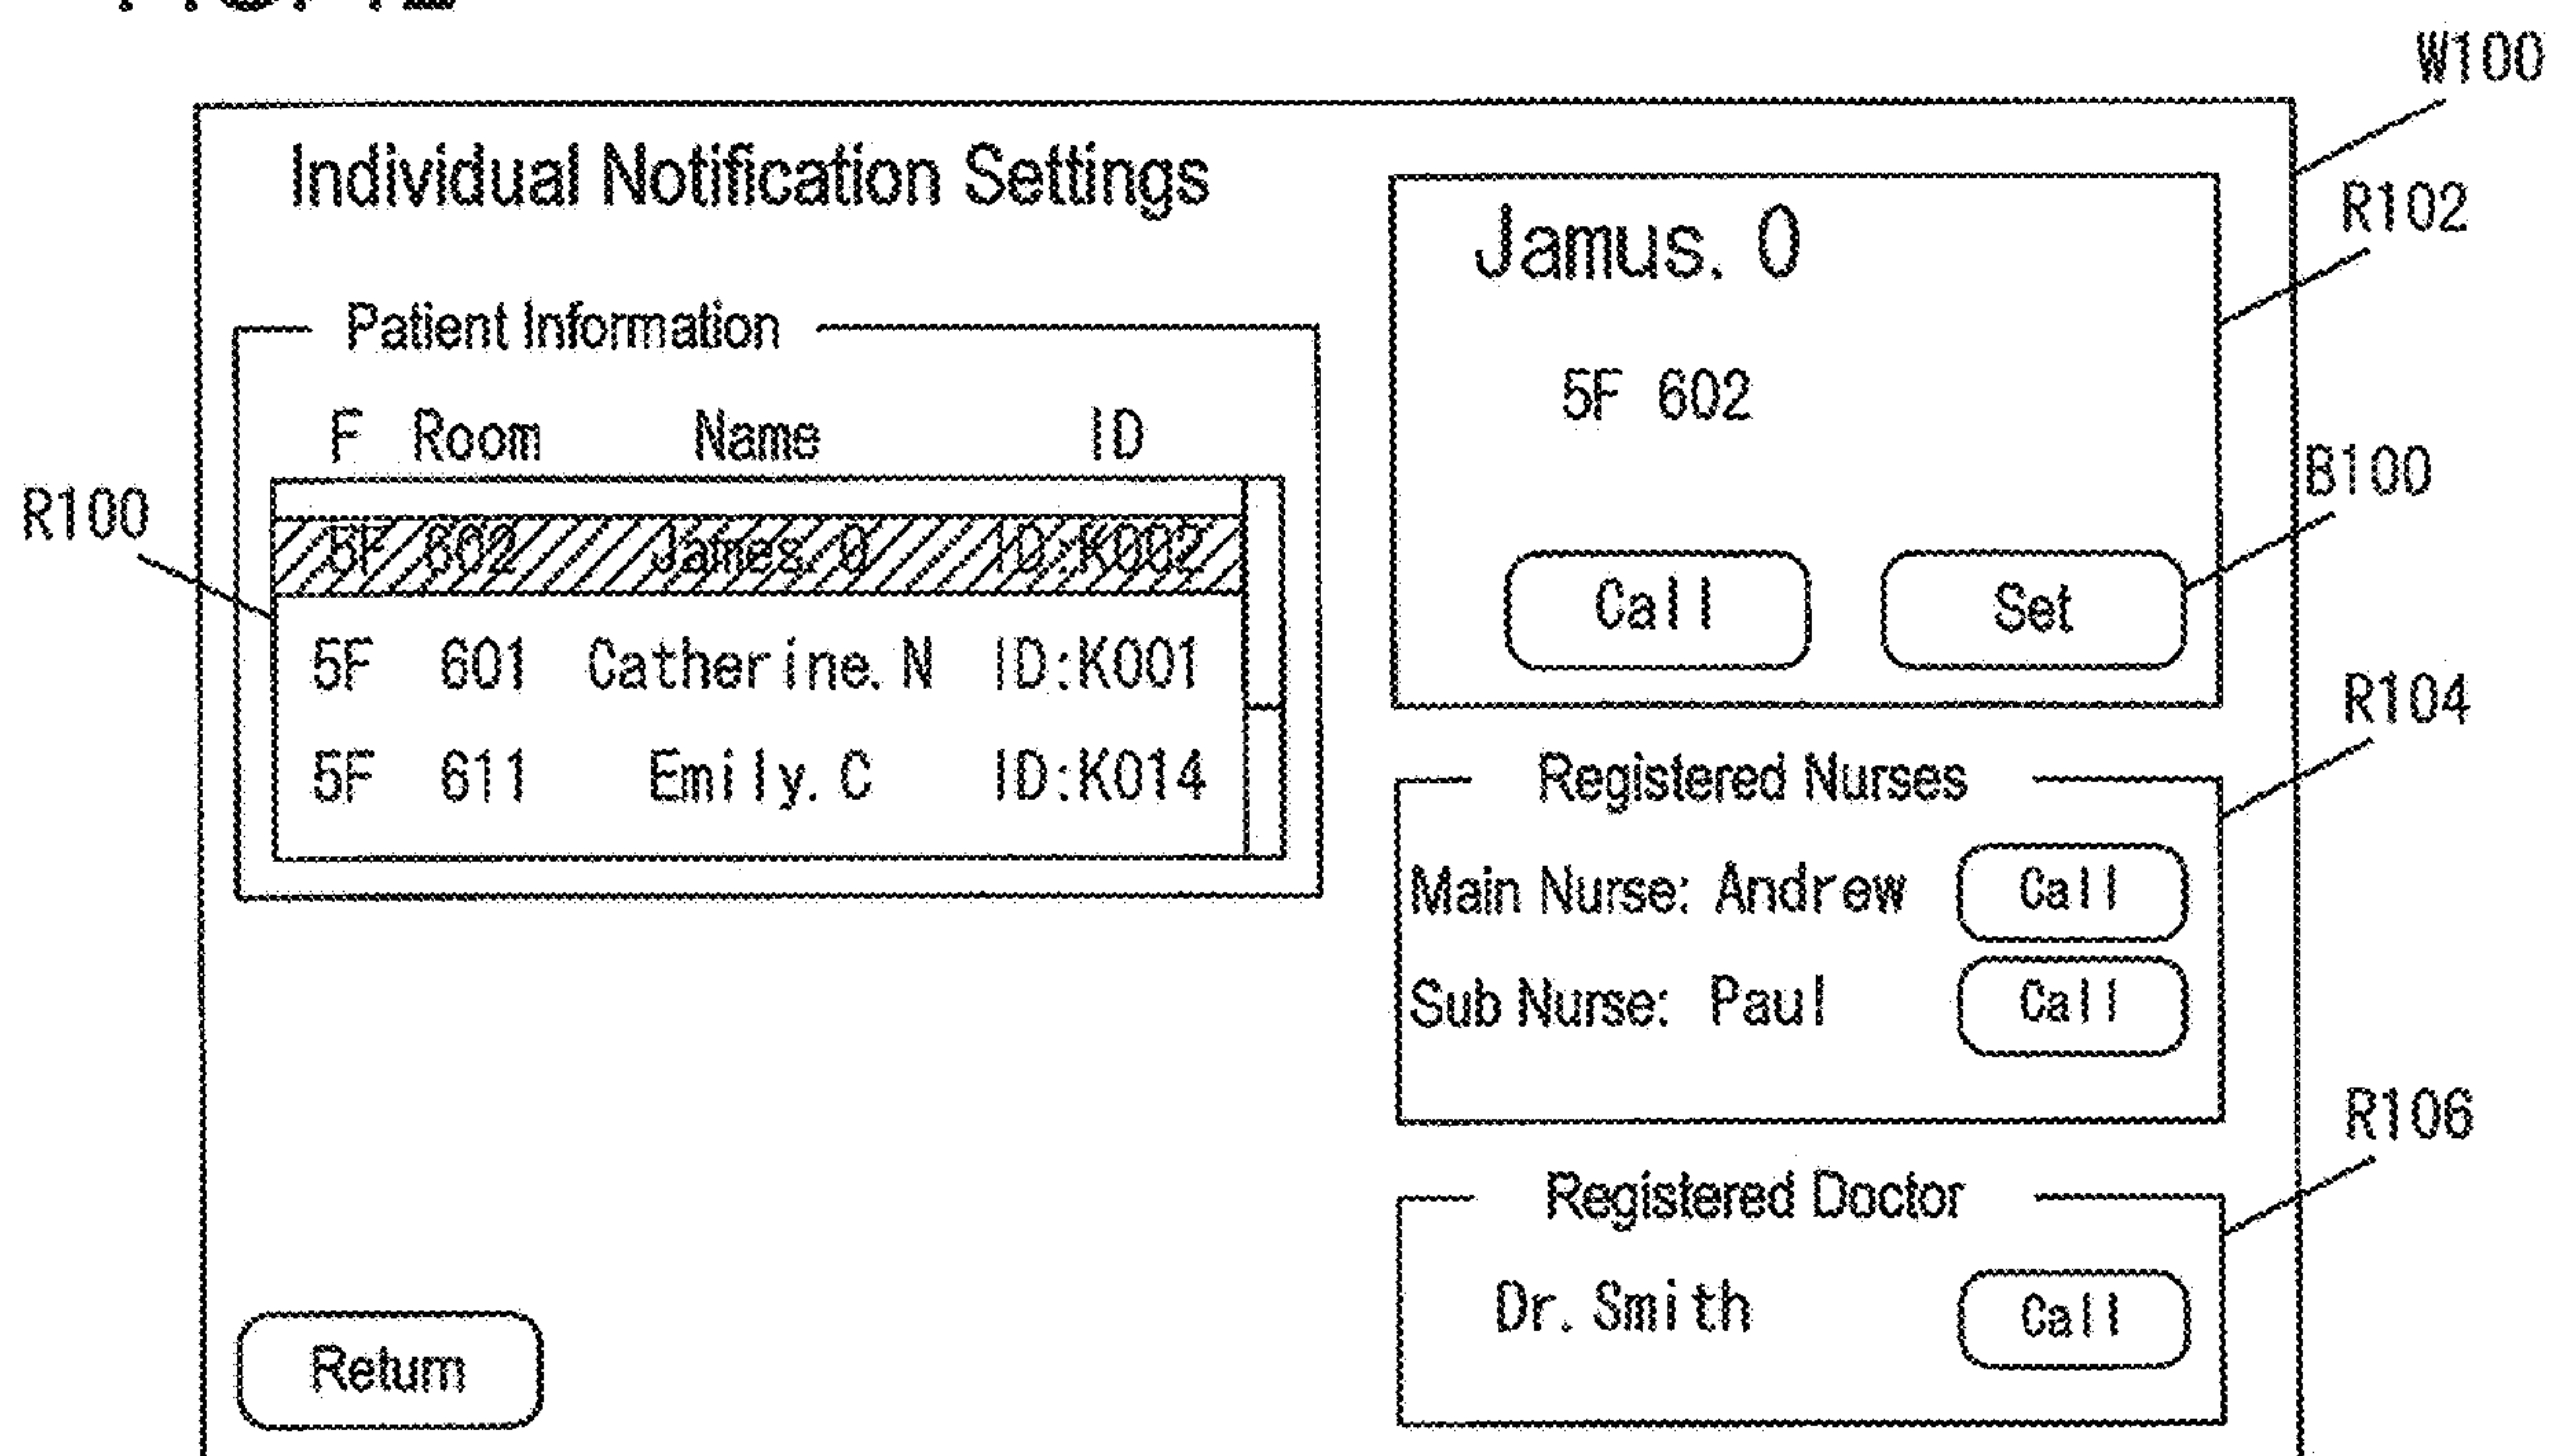 W100
Individual Notification Settings
R102
Jamus. O
Patient Information
5F 602
F Room Name ID
B100
R100
5F 602 James. O ID:K002
Call Set
5F 601 Catherine. N ID:K001
R104
5F 611 Emily. C ID:K014
Registered Nurses
Main Nurse: Andrew Call
Sub Nurse: Paul Call
R106
Registered Doctor
Dr. Smith Call
Return